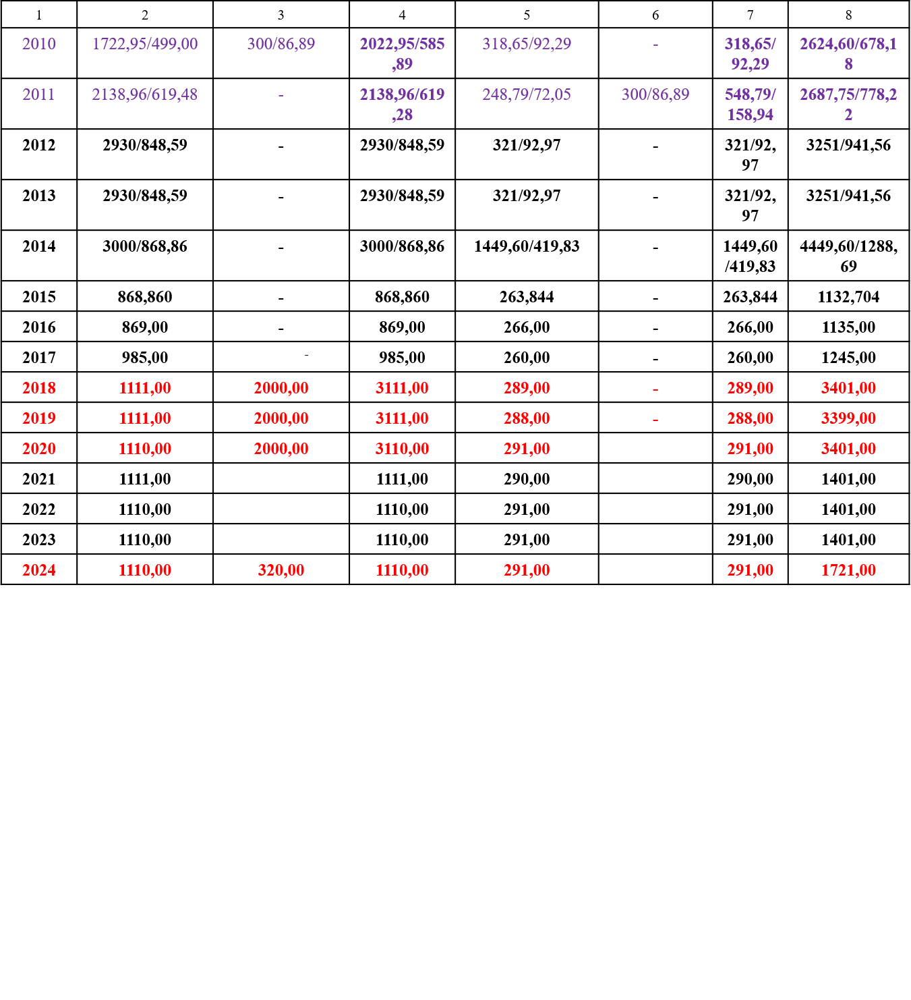 1 2 3 4 5 6 7 8
2010 1722,95/499,00 300/86,89 2022,95/585 318,65/92,29 - 318,65/ 2624,60/678,1
,89 92,29 8
2011 2138,96/619,48 - 2138,96/619 248,79/72,05 300/86,89 548,79/ 2687,75/778,2
,28 158,94 2
2012 2930/848,59 - 2930/848,59 321/92,97 - 321/92, 3251/941,56
97
2013 2930/848,59 - 2930/848,59 321/92,97 - 321/92, 3251/941,56
97
2014 3000/868,86 - 3000/868,86 1449,60/419,83 - 1449,60 4449,60/1288,
/419,83 69
2015 868,860 - 868,860 263,844 - 263,844 1132,704
2016 869,00 - 869,00 266,00 - 266,00 1135,00
2017 985,00 - 985,00 260,00 - 260,00 1245,00
2018 1111,00 2000,00 3111,00 289,00 - 289,00 3401,00
2019 1111,00 2000,00 3111,00 288,00 - 288,00 3399,00
2020 1110,00 2000,00 3110,00 291,00 291,00 3401,00
2021 1111,00 1111,00 290,00 290,00 1401,00
2022 1110,00 1110,00 291,00 291,00 1401,00
2023 1110,00 1110,00 291,00 291,00 1401,00
2024 1110,00 320,00 1110,00 291,00 291,00 1721,00